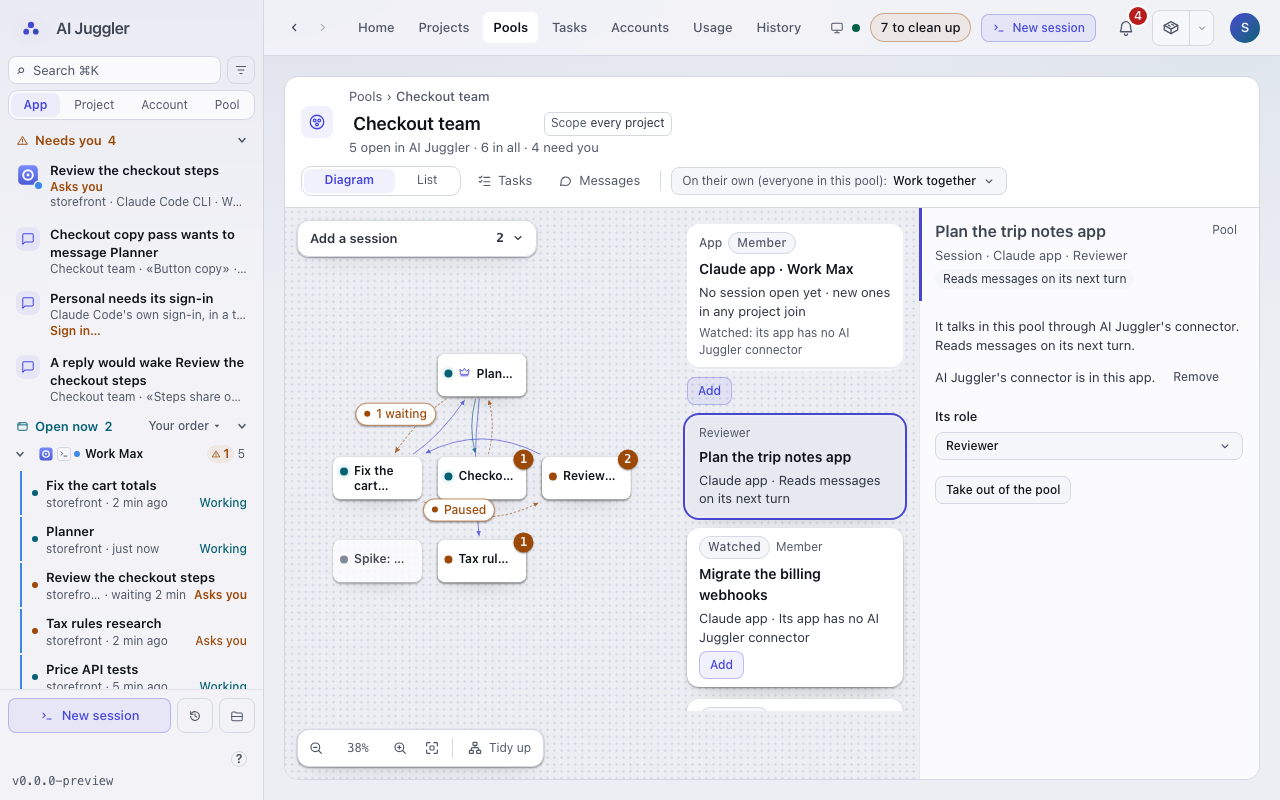 AI Juggler
Search ⌘K
App Project Account Pool
Needs you 4
Review the checkout steps
Asks you
storefront · Claude Code CLI · W...
Checkout copy pass wants to
message Planner
Checkout team · «Button copy» ·...
Personal needs its sign-in
Claude Code's own sign-in, in a t...
Sign in...
A reply would wake Review the
checkout steps
Checkout team · «Steps share o...
Open now 2 Your order
Work Max 1 5
Fix the cart totals
storefront · 2 min ago Working
Planner
storefront · just now Working
Review the checkout steps
storefro... · waiting 2 min Asks you
Tax rules research
storefront · 2 min ago Asks you
Price API tests
storefront · 5 min ago Working
New session
?
v0.0.0-preview
Home Projects Pools Tasks Accounts Usage History
7 to clean up
New session
4
S
Pools › Checkout team
Checkout team
Scope every project
5 open in AI Juggler · 6 in all · 4 need you
Diagram List Tasks Messages
On their own (everyone in this pool): Work together
Add a session 2
Plan...
1 waiting
Fix the
cart...
Checko... 1
Review... 2
Paused
Spike: ...
Tax rul... 1
38%
Tidy up
App Member
Claude app · Work Max
No session open yet · new ones
in any project join
Watched: its app has no AI
Juggler connector
Add
Reviewer
Plan the trip notes app
Claude app · Reads messages
on its next turn
Watched Member
Migrate the billing
webhooks
Claude app · Its app has no AI
Juggler connector
Add
Plan the trip notes app
Pool
Session · Claude app · Reviewer
Reads messages on its next turn
It talks in this pool through AI Juggler's connector.
Reads messages on its next turn.
AI Juggler's connector is in this app. Remove
Its role
Reviewer
Take out of the pool